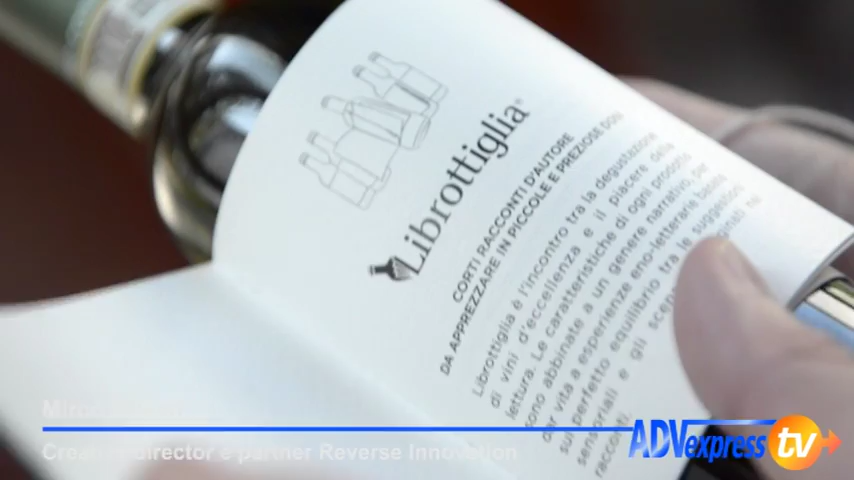 Librottiglia®
CORTI RACCONTI D'AUTORE
DA APPREZZARE IN PICCOLE E PREZIOSE DOSI
Librottiglia è l'incontro tra la degustazione
di vini d'eccellenza e il piacere della
lettura. Le caratteristiche di ogni prodotto
sono abbinate a un genere narrativo, per
dar vita a esperienze eno-letterarie basate
sul perfetto equilibrio tra le suggestioni
sensoriali e gli
racconti.
director e partner Reverse Innovation
ADVexpress tv